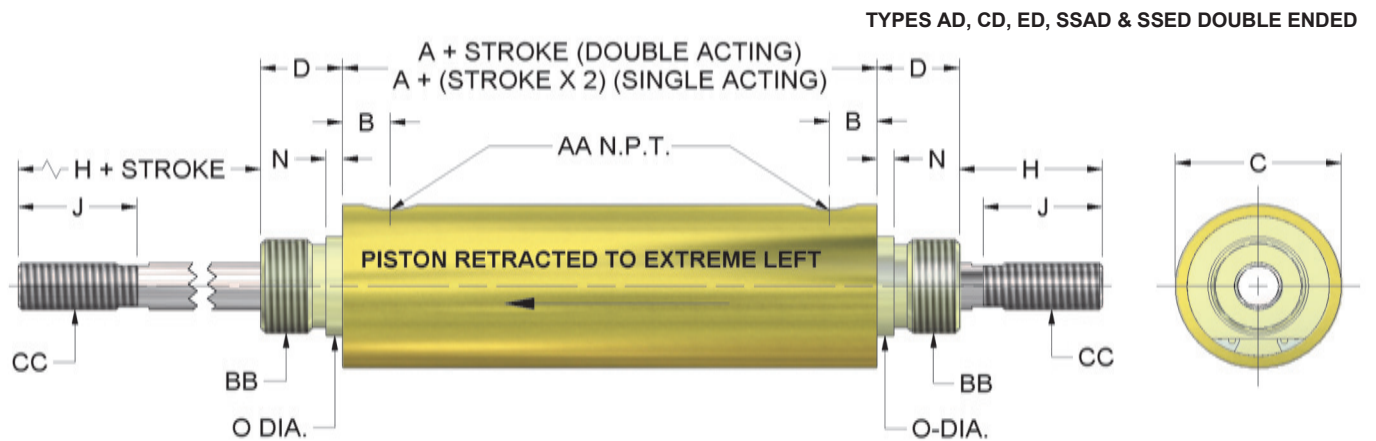 TYPES AD, CD, ED, SSAD & SSED DOUBLE ENDED
A + STROKE (DOUBLE ACTING)
D
D
A + (STROKE X 2) (SINGLE ACTING)
B
B
N
AA N.P.T.
N
H + STROKE
H
C
J
J
PISTON RETRACTED TO EXTREME LEFT
CC
CC
BB
BB
O DIA.
O-DIA.